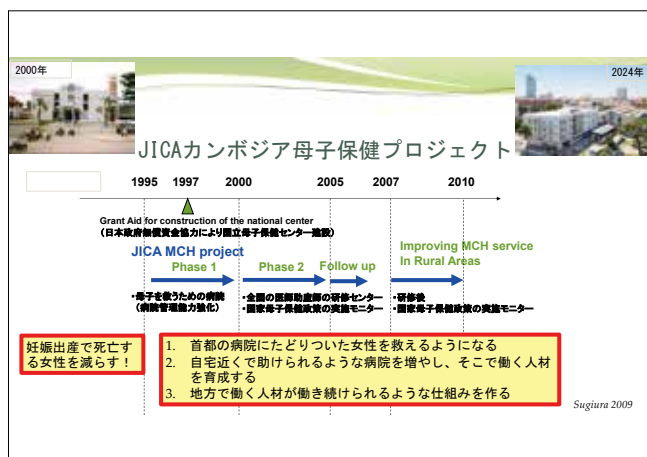 2000年
2024年
JICAカンボジア母子保健プロジェクト
1995 1997 2000 2005 2007 2010
Grant Aid for construction of the national center
(日本政府無償資金協力により国立母子保健センター建設)
JICA MCH project
Phase 1
Phase 2
Follow up
Improving MCH service
In Rural Areas
・母子を救うための病院
(病院管理能力強化)
・全国の医師助産師の研修センター
・国家母子保健政策の実施モニター
・研修後
・国家母子保健政策の実施モニター
妊娠出産で死亡す
る女性を減らす！
1. 首都の病院にたどりついた女性を救えるようになる
2. 自宅近くで助けられるような病院を増やし、そこで働く人材
を育成する
3. 地方で働く人材が働き続けられるような仕組みを作る
Sugiura 2009